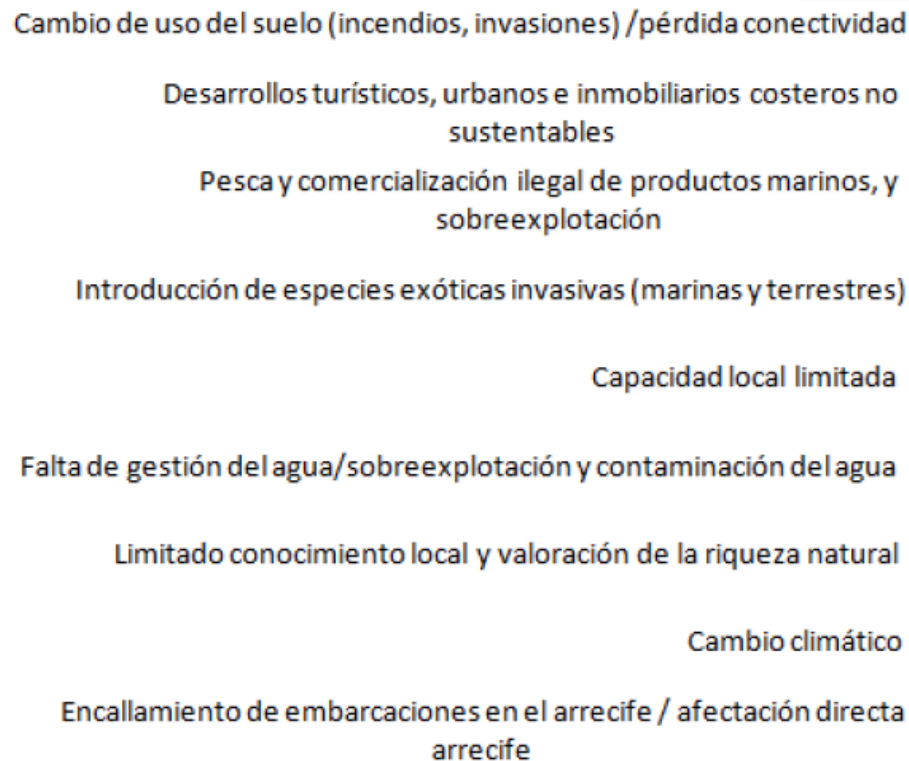 Cambio de uso del suelo (incendios, invasiones) /pérdida conectividad
Desarrollos turísticos, urbanos e inmobiliarios costeros no
sustentables
Pesca y comercialización ilegal de productos marinos, y
sobreexplotación
Introducción de especies exóticas invasivas (marinas y terrestres)
Capacidad local limitada
Falta de gestión del agua/sobreexplotación y contaminación del agua
Limitado conocimiento local y valoración de la riqueza natural
Cambio climático
Encallamiento de embarcaciones en el arrecife / afectación directa
arrecife